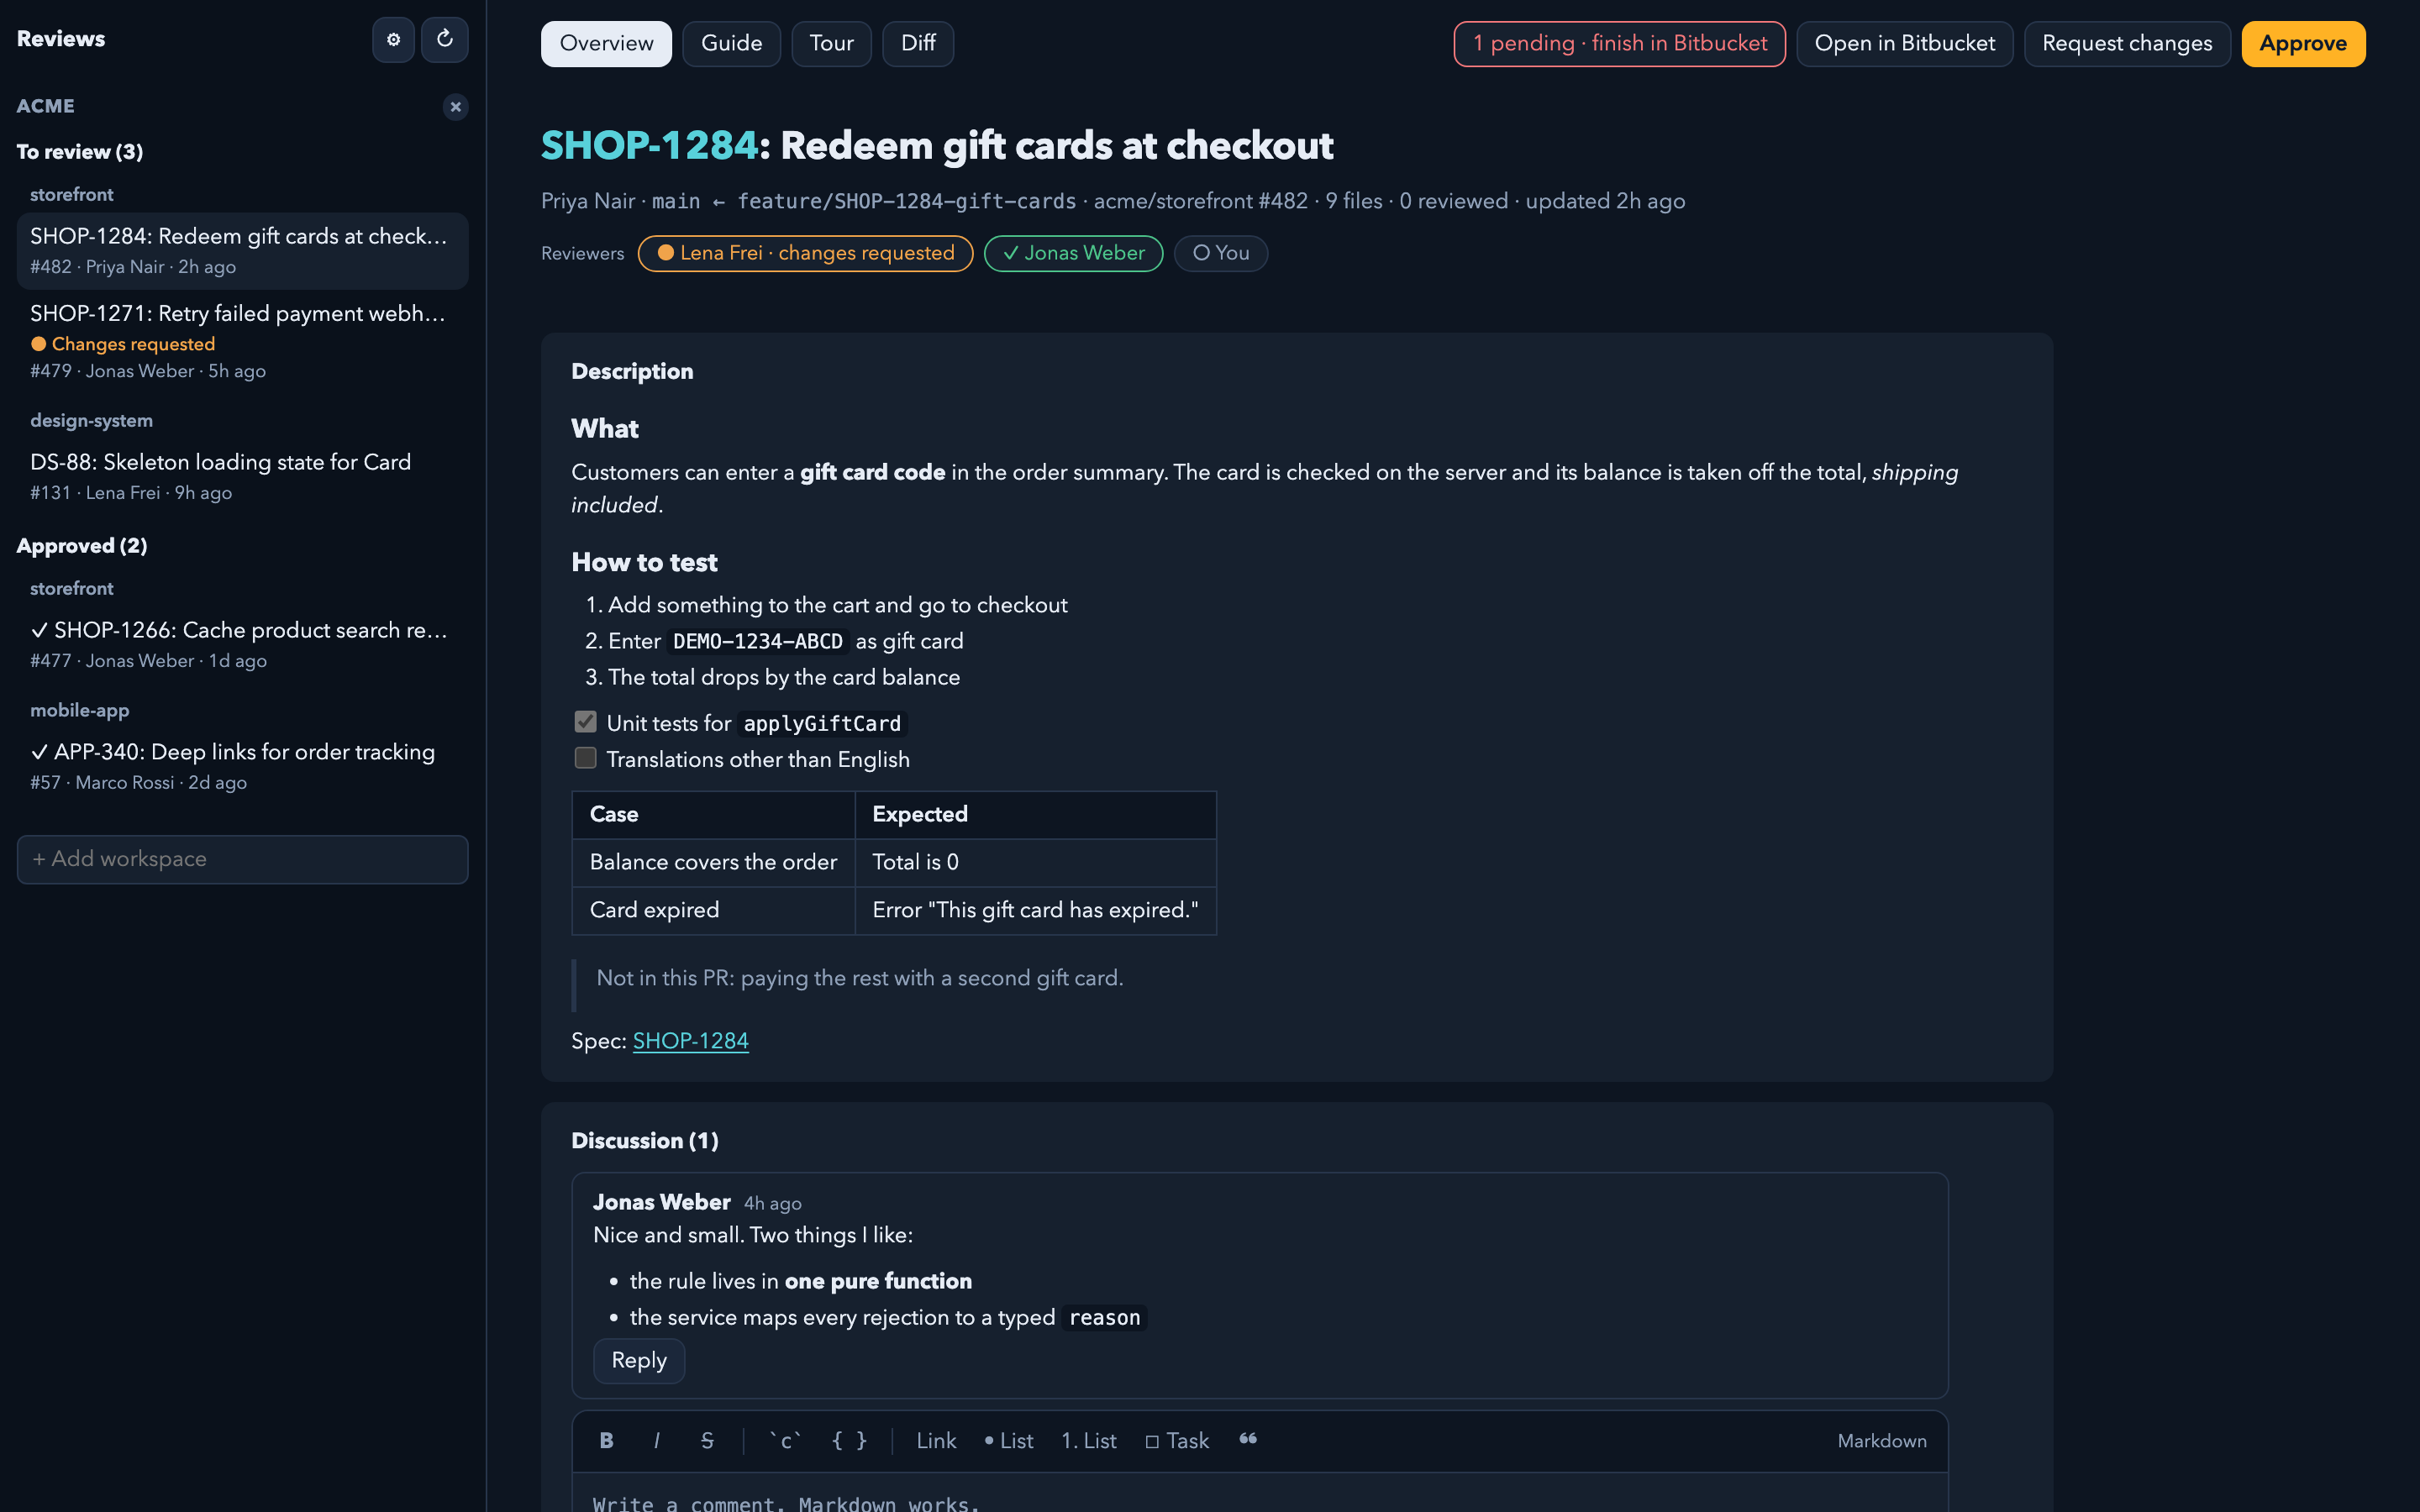 Reviews
ACME
To review (3)
storefront
SHOP-1284: Redeem gift cards at check...
#482 · Priya Nair · 2h ago
SHOP-1271: Retry failed payment webh...
Changes requested
#479 · Jonas Weber · 5h ago
design-system
DS-88: Skeleton loading state for Card
#131 · Lena Frei · 9h ago
Approved (2)
storefront
✓ SHOP-1266: Cache product search re...
#477 · Jonas Weber · 1d ago
mobile-app
✓ APP-340: Deep links for order tracking
#57 · Marco Rossi · 2d ago
+ Add workspace
Overview Guide Tour Diff 1 pending · finish in Bitbucket Open in Bitbucket Request changes Approve
SHOP-1284: Redeem gift cards at checkout
Priya Nair · main ← feature/SHOP-1284-gift-cards · acme/storefront #482 · 9 files · 0 reviewed · updated 2h ago
Reviewers Lena Frei · changes requested ✓ Jonas Weber You
Description
What
Customers can enter a gift card code in the order summary. The card is checked on the server and its balance is taken off the total, shipping
included.
How to test
1. Add something to the cart and go to checkout
2. Enter DEMO-1234-ABCD as gift card
3. The total drops by the card balance
Unit tests for applyGiftCard
Translations other than English
Case Expected
Balance covers the order Total is 0
Card expired Error "This gift card has expired."
Not in this PR: paying the rest with a second gift card.
Spec: SHOP-1284
Discussion (1)
Jonas Weber 4h ago
Nice and small. Two things I like:
• the rule lives in one pure function
• the service maps every rejection to a typed reason
Reply
B I S `c` { } Link • List 1. List Task ❝ Markdown
Write a comment. Markdown works.